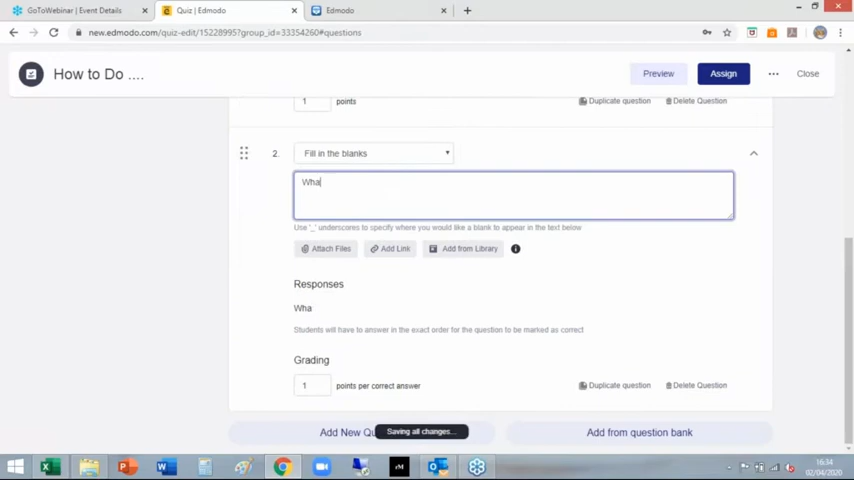 GoToWebinar | Event Details
Quiz | Edmodo
Edmodo
new.edmodo.com/quiz-edit/15228995?group_id=33354260#questions
How to Do ....
Preview
Assign
Close
1 points
Duplicate question
Delete Question
2.
Fill in the blanks
Wha
Use '_' underscores to specify where you would like a blank to appear in the text below
Attach Files
Add Link
Add from Library
Responses
Wha
Students will have to answer in the exact order for the question to be marked as correct
Grading
1 points per correct answer
Duplicate question
Delete Question
Add New Qu
Saving all changes...
Add from question bank
16:34
02/04/2020